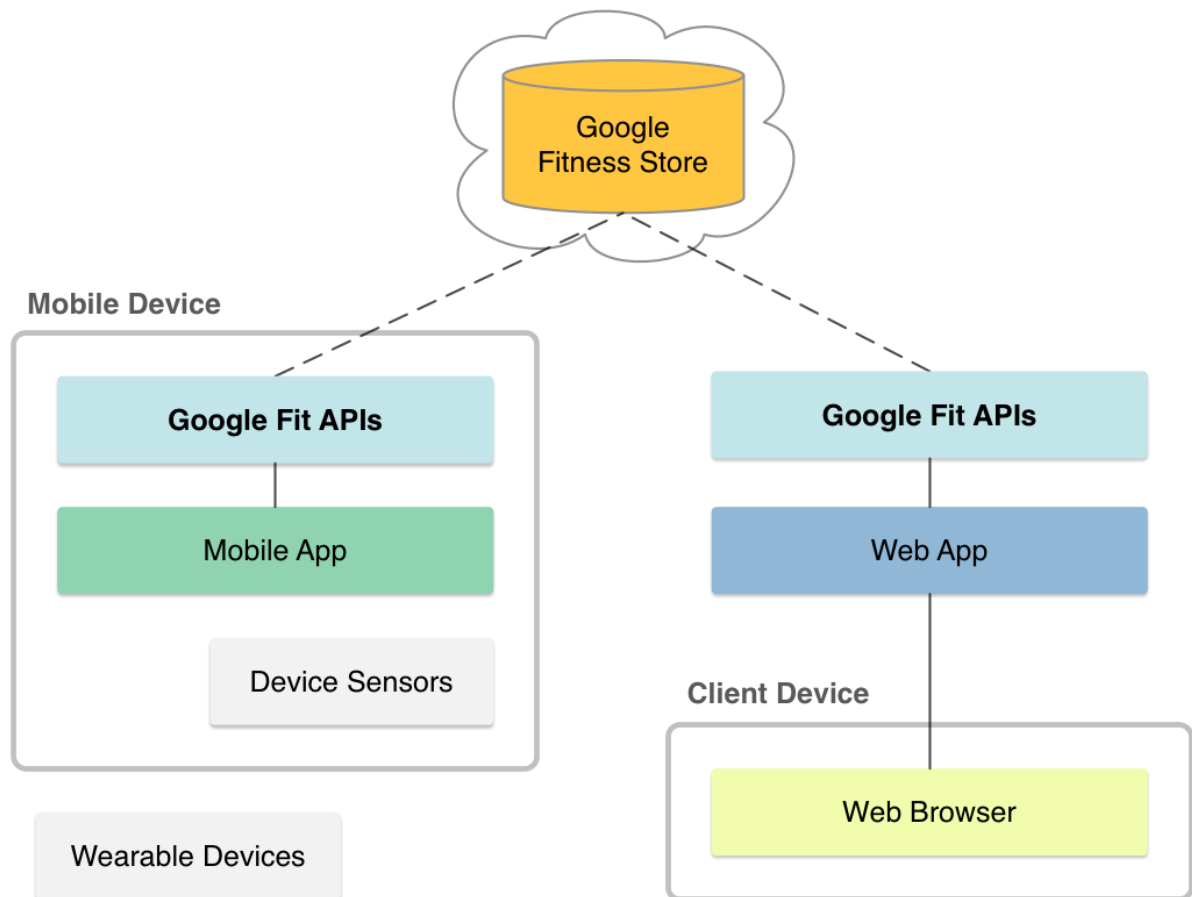 Google
Fitness Store
Mobile Device
Google Fit APIs
Google Fit APIs
Mobile App
Web App
Device Sensors
Client Device
Web Browser
Wearable Devices